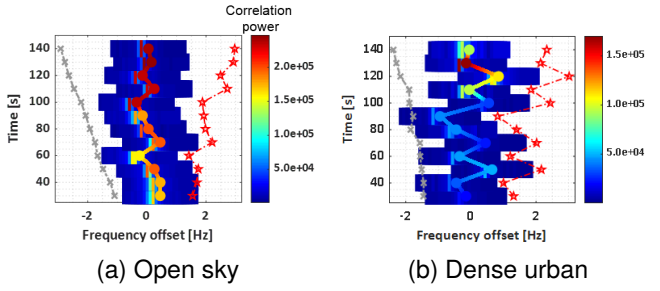 Correlation
power
(a)
140
120
100
80
60
40
Time [s]
-2
0
2
Frequency offset [Hz]
2.0e+05
1.5e+05
1.0e+05
5.0e+04
(b)
140
120
100
80
60
40
Time [s]
-2
0
2
Frequency offset [Hz]
1.5e+05
1.0e+05
5.0e+04
(a) Open sky
(b) Dense urban